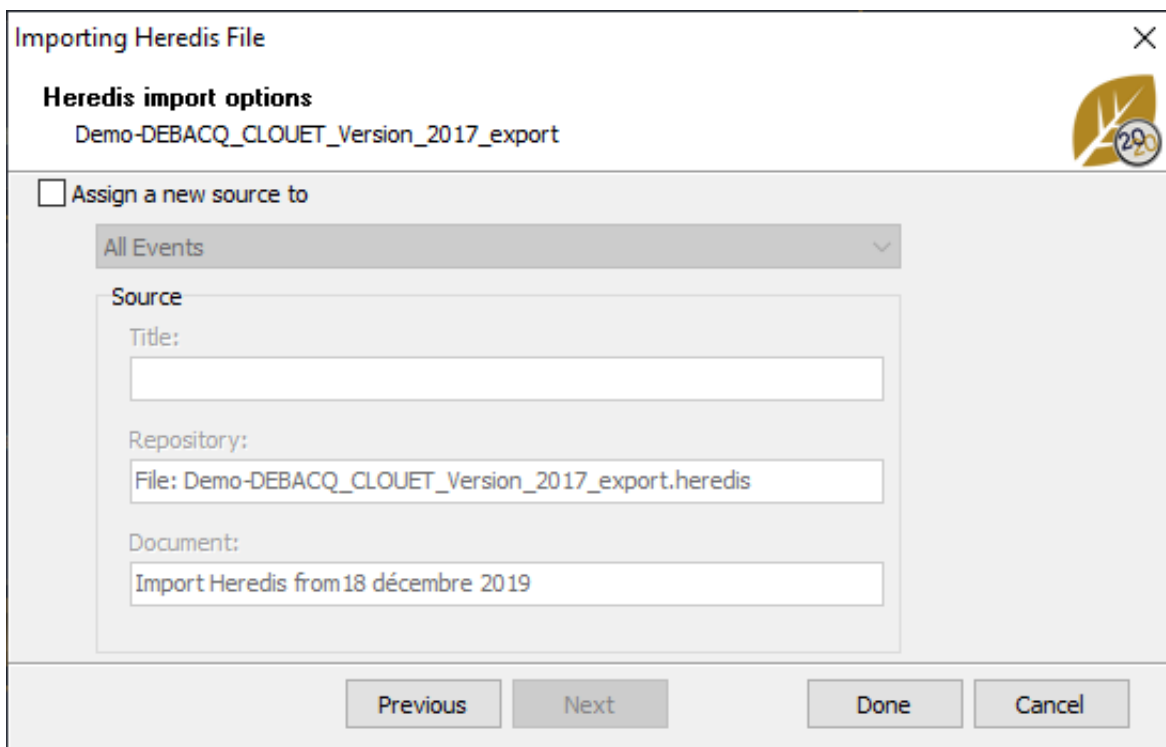 Importing Heredis File
Heredis import options
Demo-DEBACQ_CLOUET_Version_2017_export
2020
Assign a new source to
All Events
Source
Title:
Repository:
File: Demo-DEBACQ_CLOUET_Version_2017_export.heredis
Document:
Import Heredis from18 décembre 2019
Previous Next Done Cancel